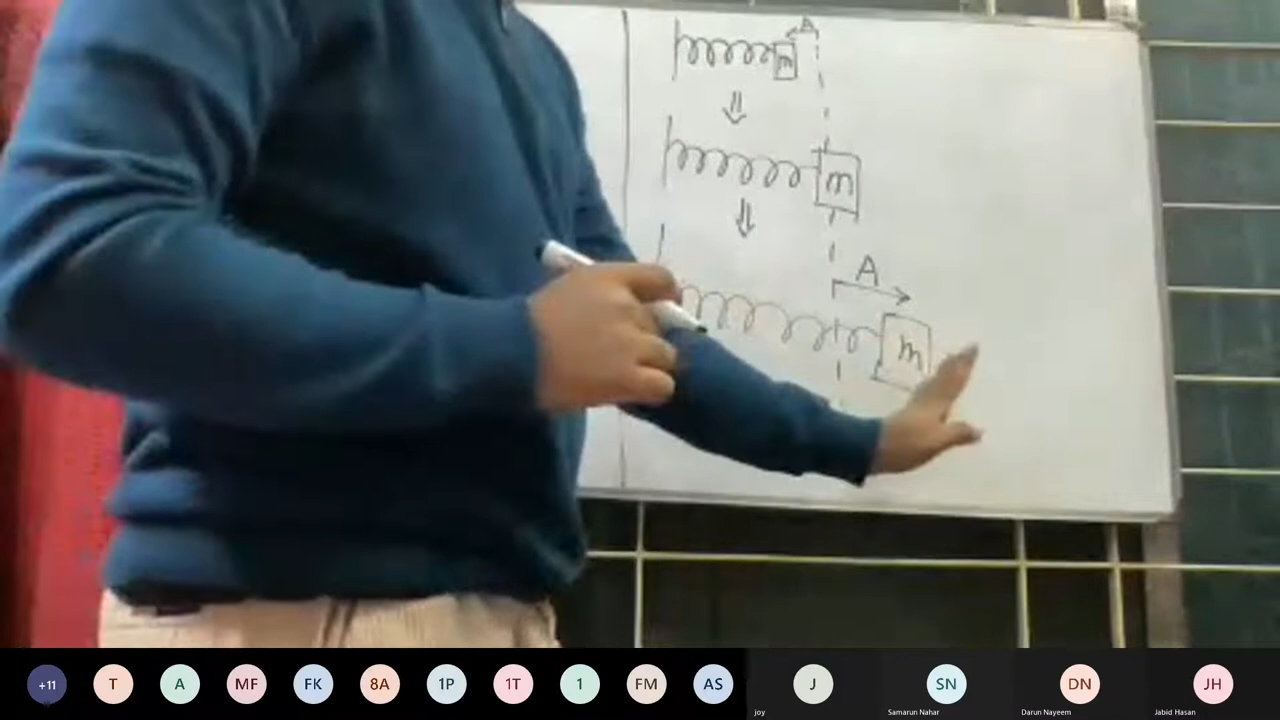 A
m
m
A
m
+11 T A MF FK 8A 1P 1T 1 FM AS J SN DN JH
joy Samarun Nahar Darun Nayeem Jabid Hasan